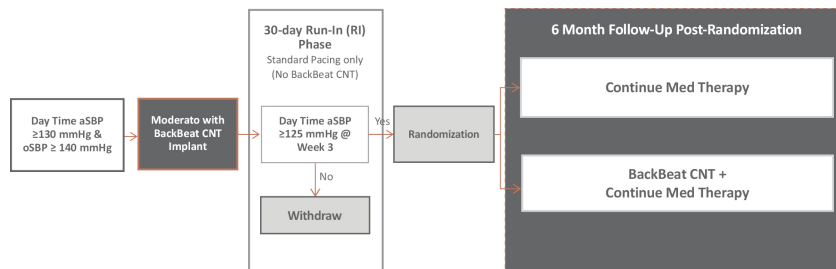 Day Time aSBP
≥130 mmHg &
oSBP ≥ 140 mmHg
Moderato with
BackBeat CNT
Implant
30-day Run-In (RI)
Phase
Standard Pacing only
(No BackBeat CNT)
Day Time aSBP
≥125 mmHg @
Week 3
Yes
No
Withdraw
Randomization
6 Month Follow-Up Post-Randomization
Continue Med Therapy
BackBeat CNT +
Continue Med Therapy